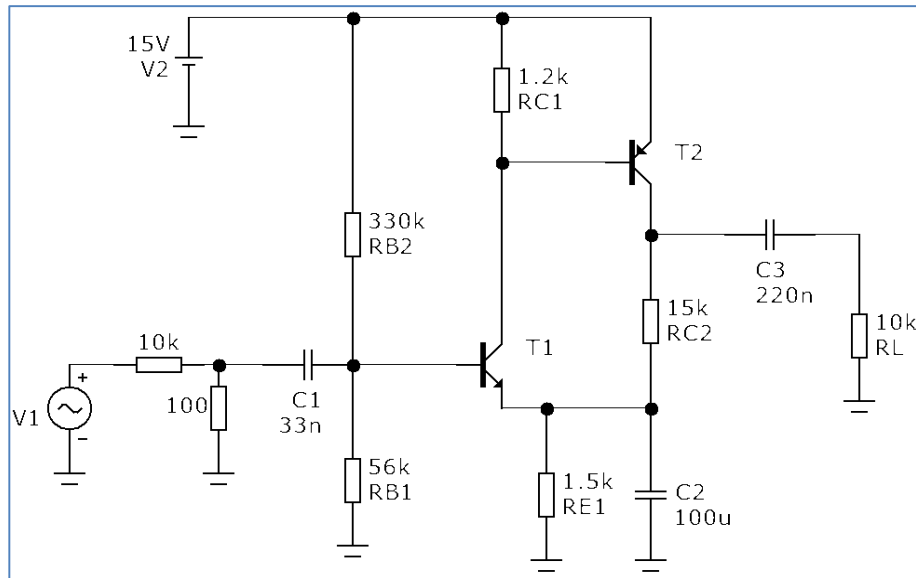 15V
V2
1.2k
RC1
T2
330k
RB2
C3
220n
15k
RC2
10k
RL
10k
T1
V1
+
-
100
C1
33n
56k
RB1
1.5k
RE1
C2
100u